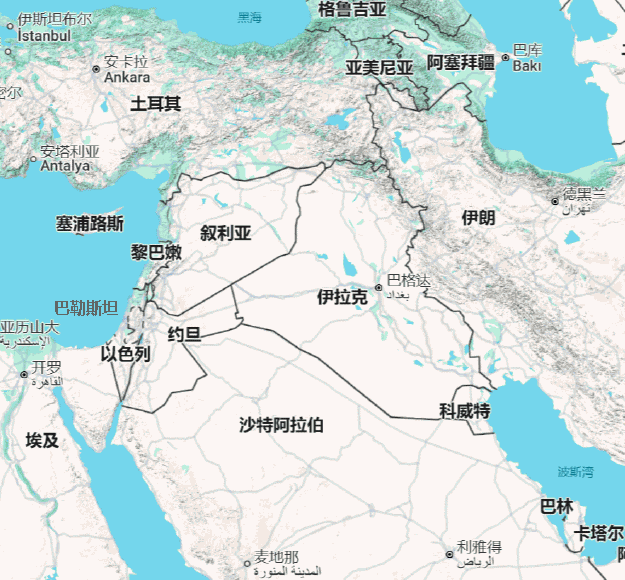 格鲁吉亚
黑海
伊斯坦布尔
İstanbul
安卡拉
Ankara
亚美尼亚
阿塞拜疆
巴库
Bakı
土耳其
安塔利亚
Antalya
德黑兰
تهران
塞浦路斯
叙利亚
伊朗
黎巴嫩
巴格达
بغداد
伊拉克
巴勒斯坦
亚历山大
الإسكندرية
约旦
以色列
开罗
القاهرة
科威特
沙特阿拉伯
埃及
波斯湾
巴林
卡塔尔
利雅得
الرياض
麦地那
المدينة المنورة